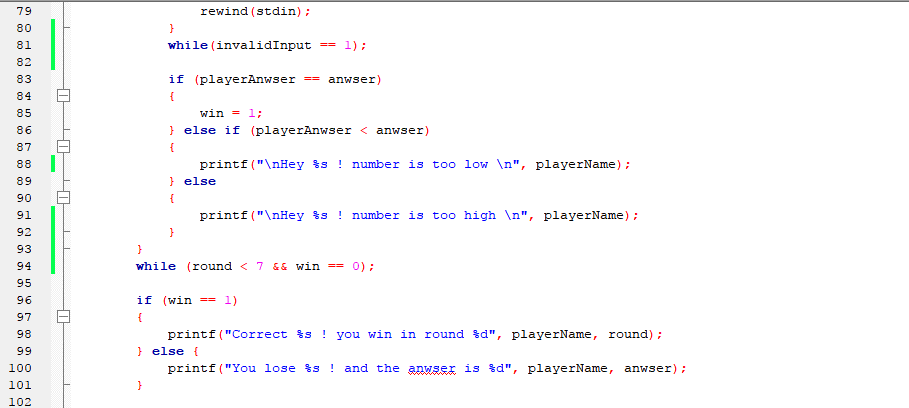 79 rewind(stdin);
80 }
81 while(invalidInput == 1);
82
83 if (playerAnwser == anwser)
84 {
85 win = 1;
86 } else if (playerAnwser < anwser)
87 {
88 printf("\nHey %s ! number is too low \n", playerName);
89 } else
90 {
91 printf("\nHey %s ! number is too high \n", playerName);
92 }
93 }
94 while (round < 7 && win == 0);
95
96 if (win == 1)
97 {
98 printf("Correct %s ! you win in round %d", playerName, round);
99 } else {
100 printf("You lose %s ! and the anwser is %d", playerName, anwser);
101 }
102